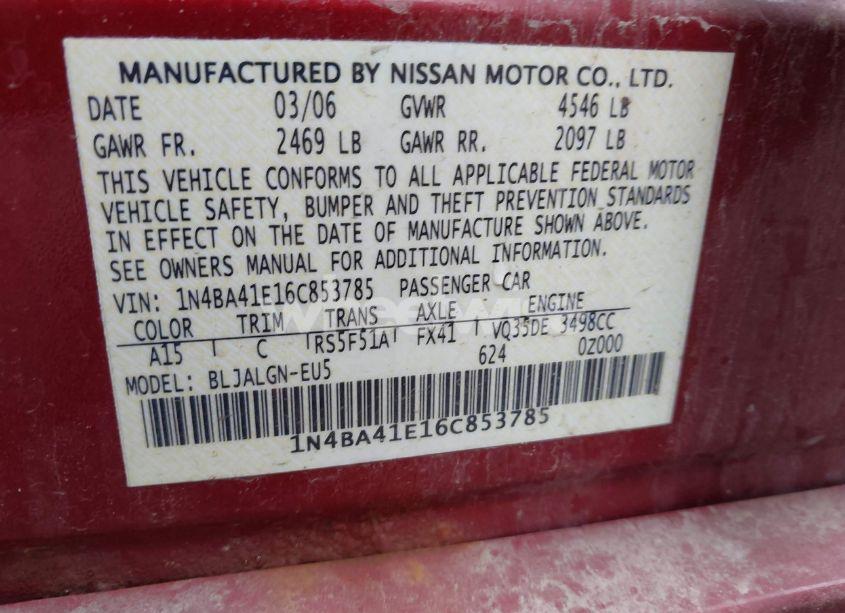 MANUFACTURED BY NISSAN MOTOR CO., LTD.
DATE 03/06 GVWR 4546 LB
GAWR FR. 2469 LB GAWR RR. 2097 LB
THIS VEHICLE CONFORMS TO ALL APPLICABLE FEDERAL MOTOR
VEHICLE SAFETY, BUMPER AND THEFT PREVENTION STANDARDS
IN EFFECT ON THE DATE OF MANUFACTURE SHOWN ABOVE.
SEE OWNERS MANUAL FOR ADDITIONAL INFORMATION.
VIN: 1N4BA41E16C853785 PASSENGER CAR
COLOR TRIM TRANS AXLE ENGINE
A15 C RS5F51A FX41 VQ35DE 3498CC
624 0Z000
MODEL: BLJALGN-EU5
1N4BA41E16C853785